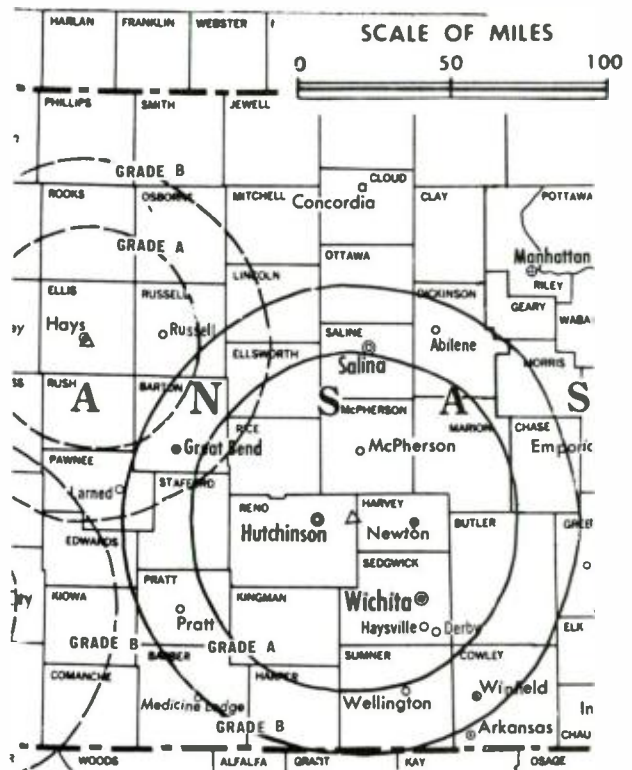 HARLAN FRANKLIN WEBSTER
SCALE OF MILES
0 50 100
PHILLIPS SMITH JEWELL
GRADE B
CLOUD
ROOKS OSBORNE MITCHELL Concordia CLAY POTTAWA
GRADE A
OTTAWA
Manhattan
LINCOLN
ELLIS RUSSELL DICKINSON RILEY
GEARY
Hays Russell SALINE Abilene WABA
ELLSWORTH Salina
MORRIS
RUSH BARTON
A N S A S
McPHERSON
RICE MARION CHASE
Great Bend McPherson Emporia
PAWNEE
STAFFORD
Larned
RENO HARVEY
Hutchinson Newton BUTLER GREE
EDWARDS
SEDGWICK
PRATT
KIOWA KINGMAN Wichita
Pratt
Haysville Derby ELK
GRADE B GRADE A
BARBER SUMNER COWLEY
COMANCHE HARPER
Medicine Lodge Wellington Winfield
GRADE B Arkansas
CHAU
WOODS ALFALFA GRANT KAY OSAGE